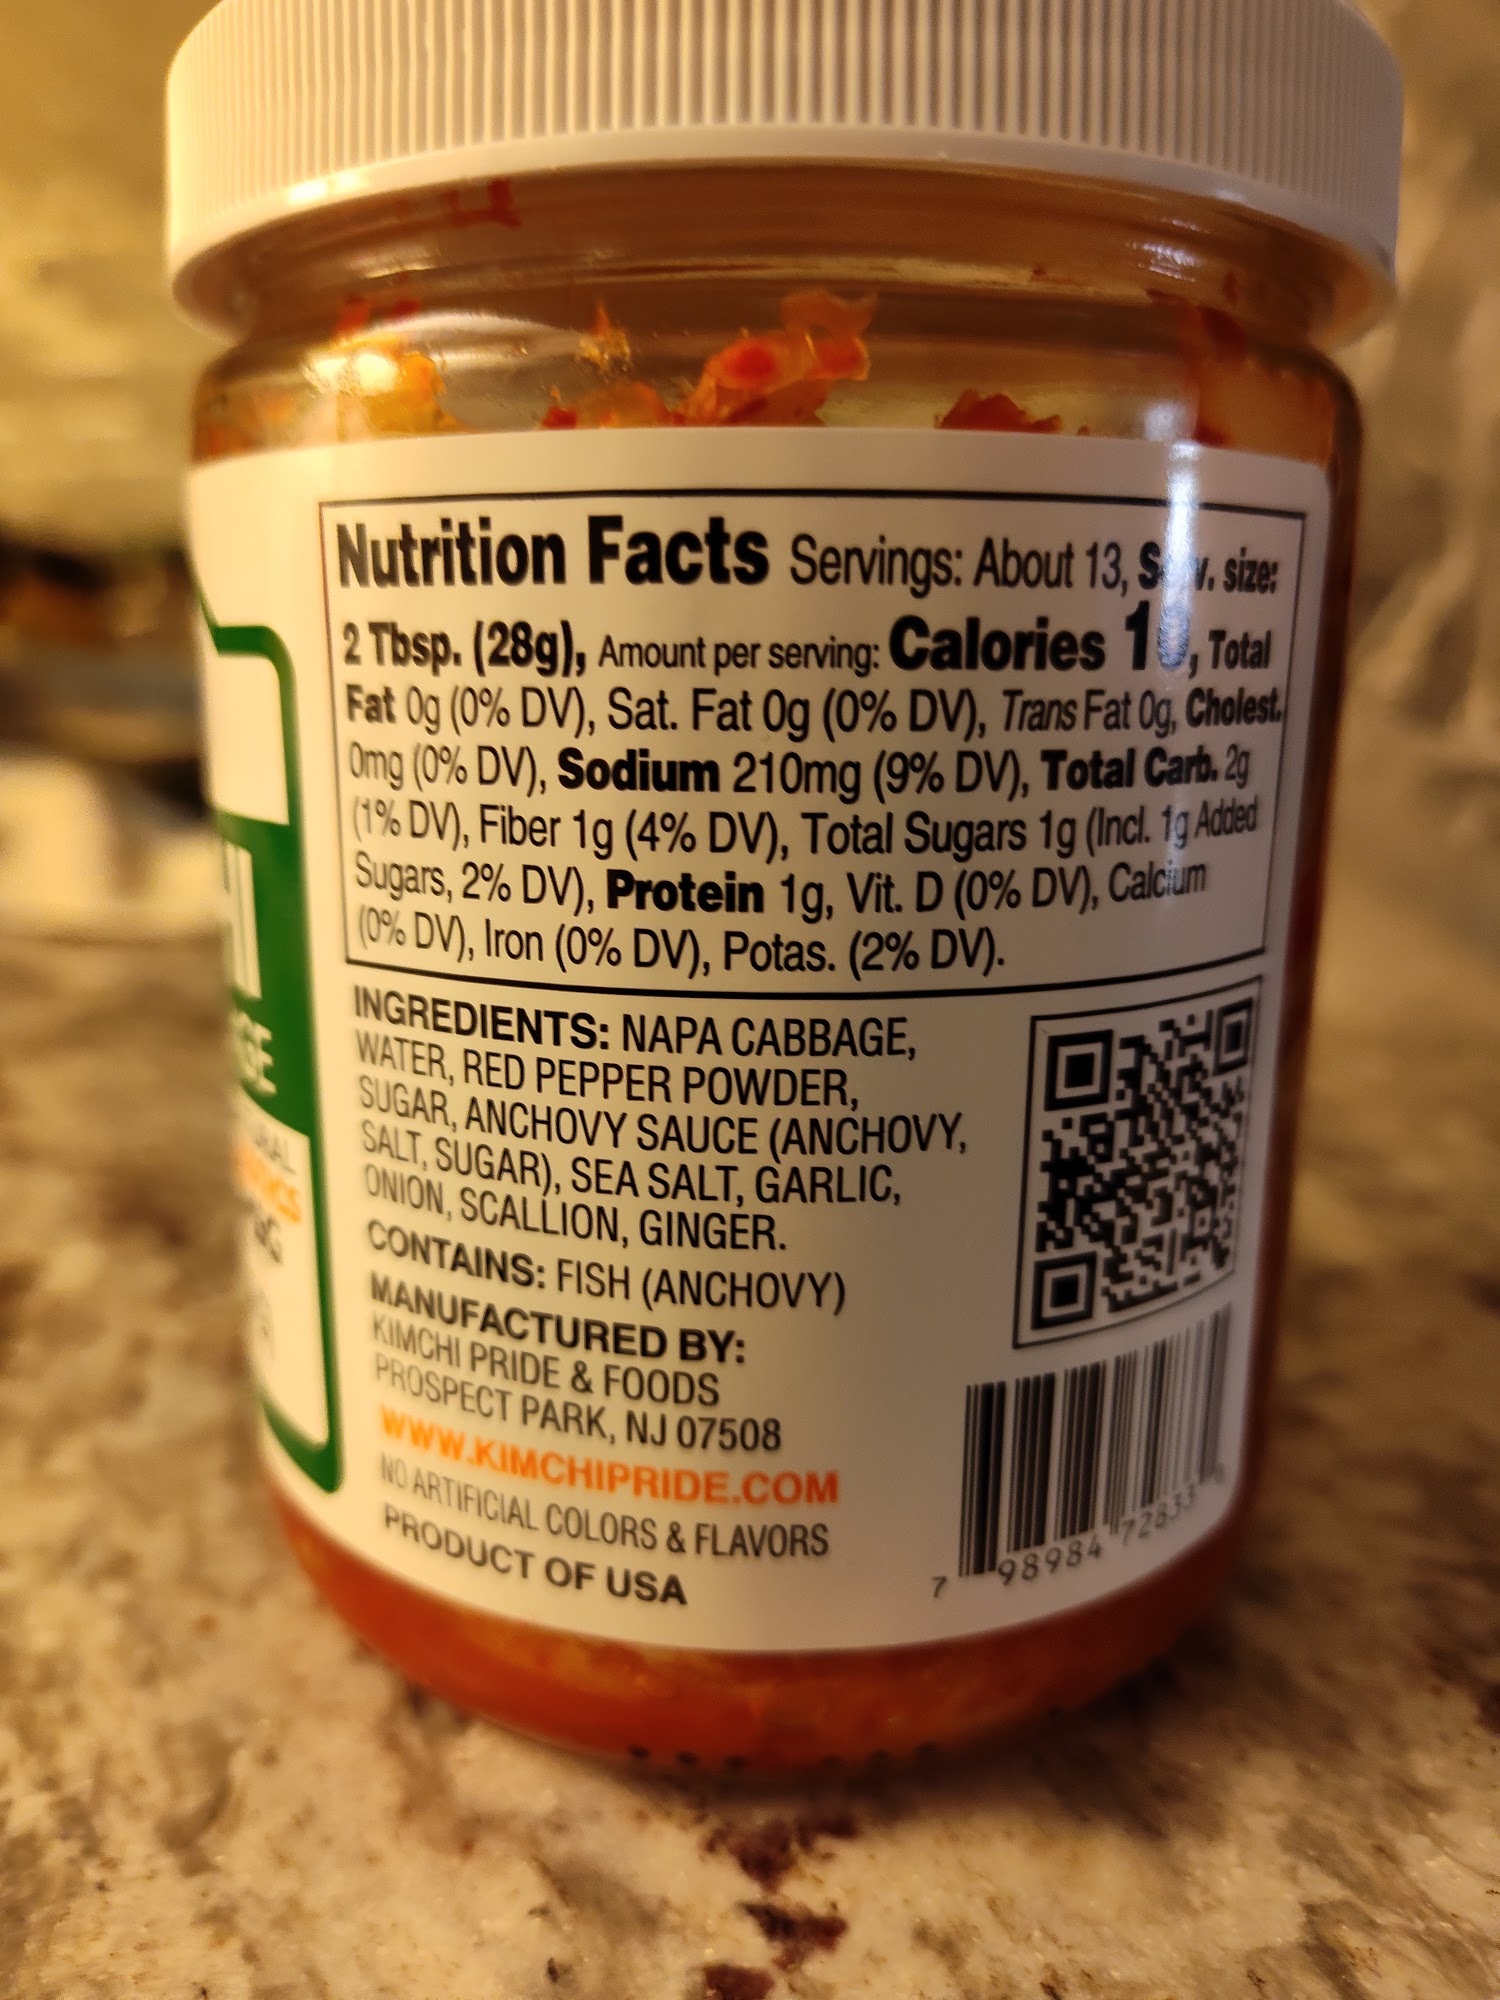 Nutrition Facts Servings: About 13, size:
2 Tbsp. (28g), Amount per serving: Calories 10, Total
Fat 0g (0% DV), Sat. Fat 0g (0% DV), Trans Fat 0g, Cholest.
0mg (0% DV), Sodium 210mg (9% DV), Total Carb. 2g
(1% DV), Fiber 1g (4% DV), Total Sugars 1g (Incl. 1g Added
Sugars, 2% DV), Protein 1g, Vit. D (0% DV), Calcium
(0% DV), Iron (0% DV), Potas. (2% DV).
INGREDIENTS: NAPA CABBAGE,
WATER, RED PEPPER POWDER,
SUGAR, ANCHOVY SAUCE (ANCHOVY,
SALT, SUGAR), SEA SALT, GARLIC,
ONION, SCALLION, GINGER.
CONTAINS: FISH (ANCHOVY)
MANUFACTURED BY:
KIMCHI PRIDE & FOODS
PROSPECT PARK, NJ 07508
WWW.KIMCHIPRIDE.COM
NO ARTIFICIAL COLORS & FLAVORS
PRODUCT OF USA
7 98984 72833